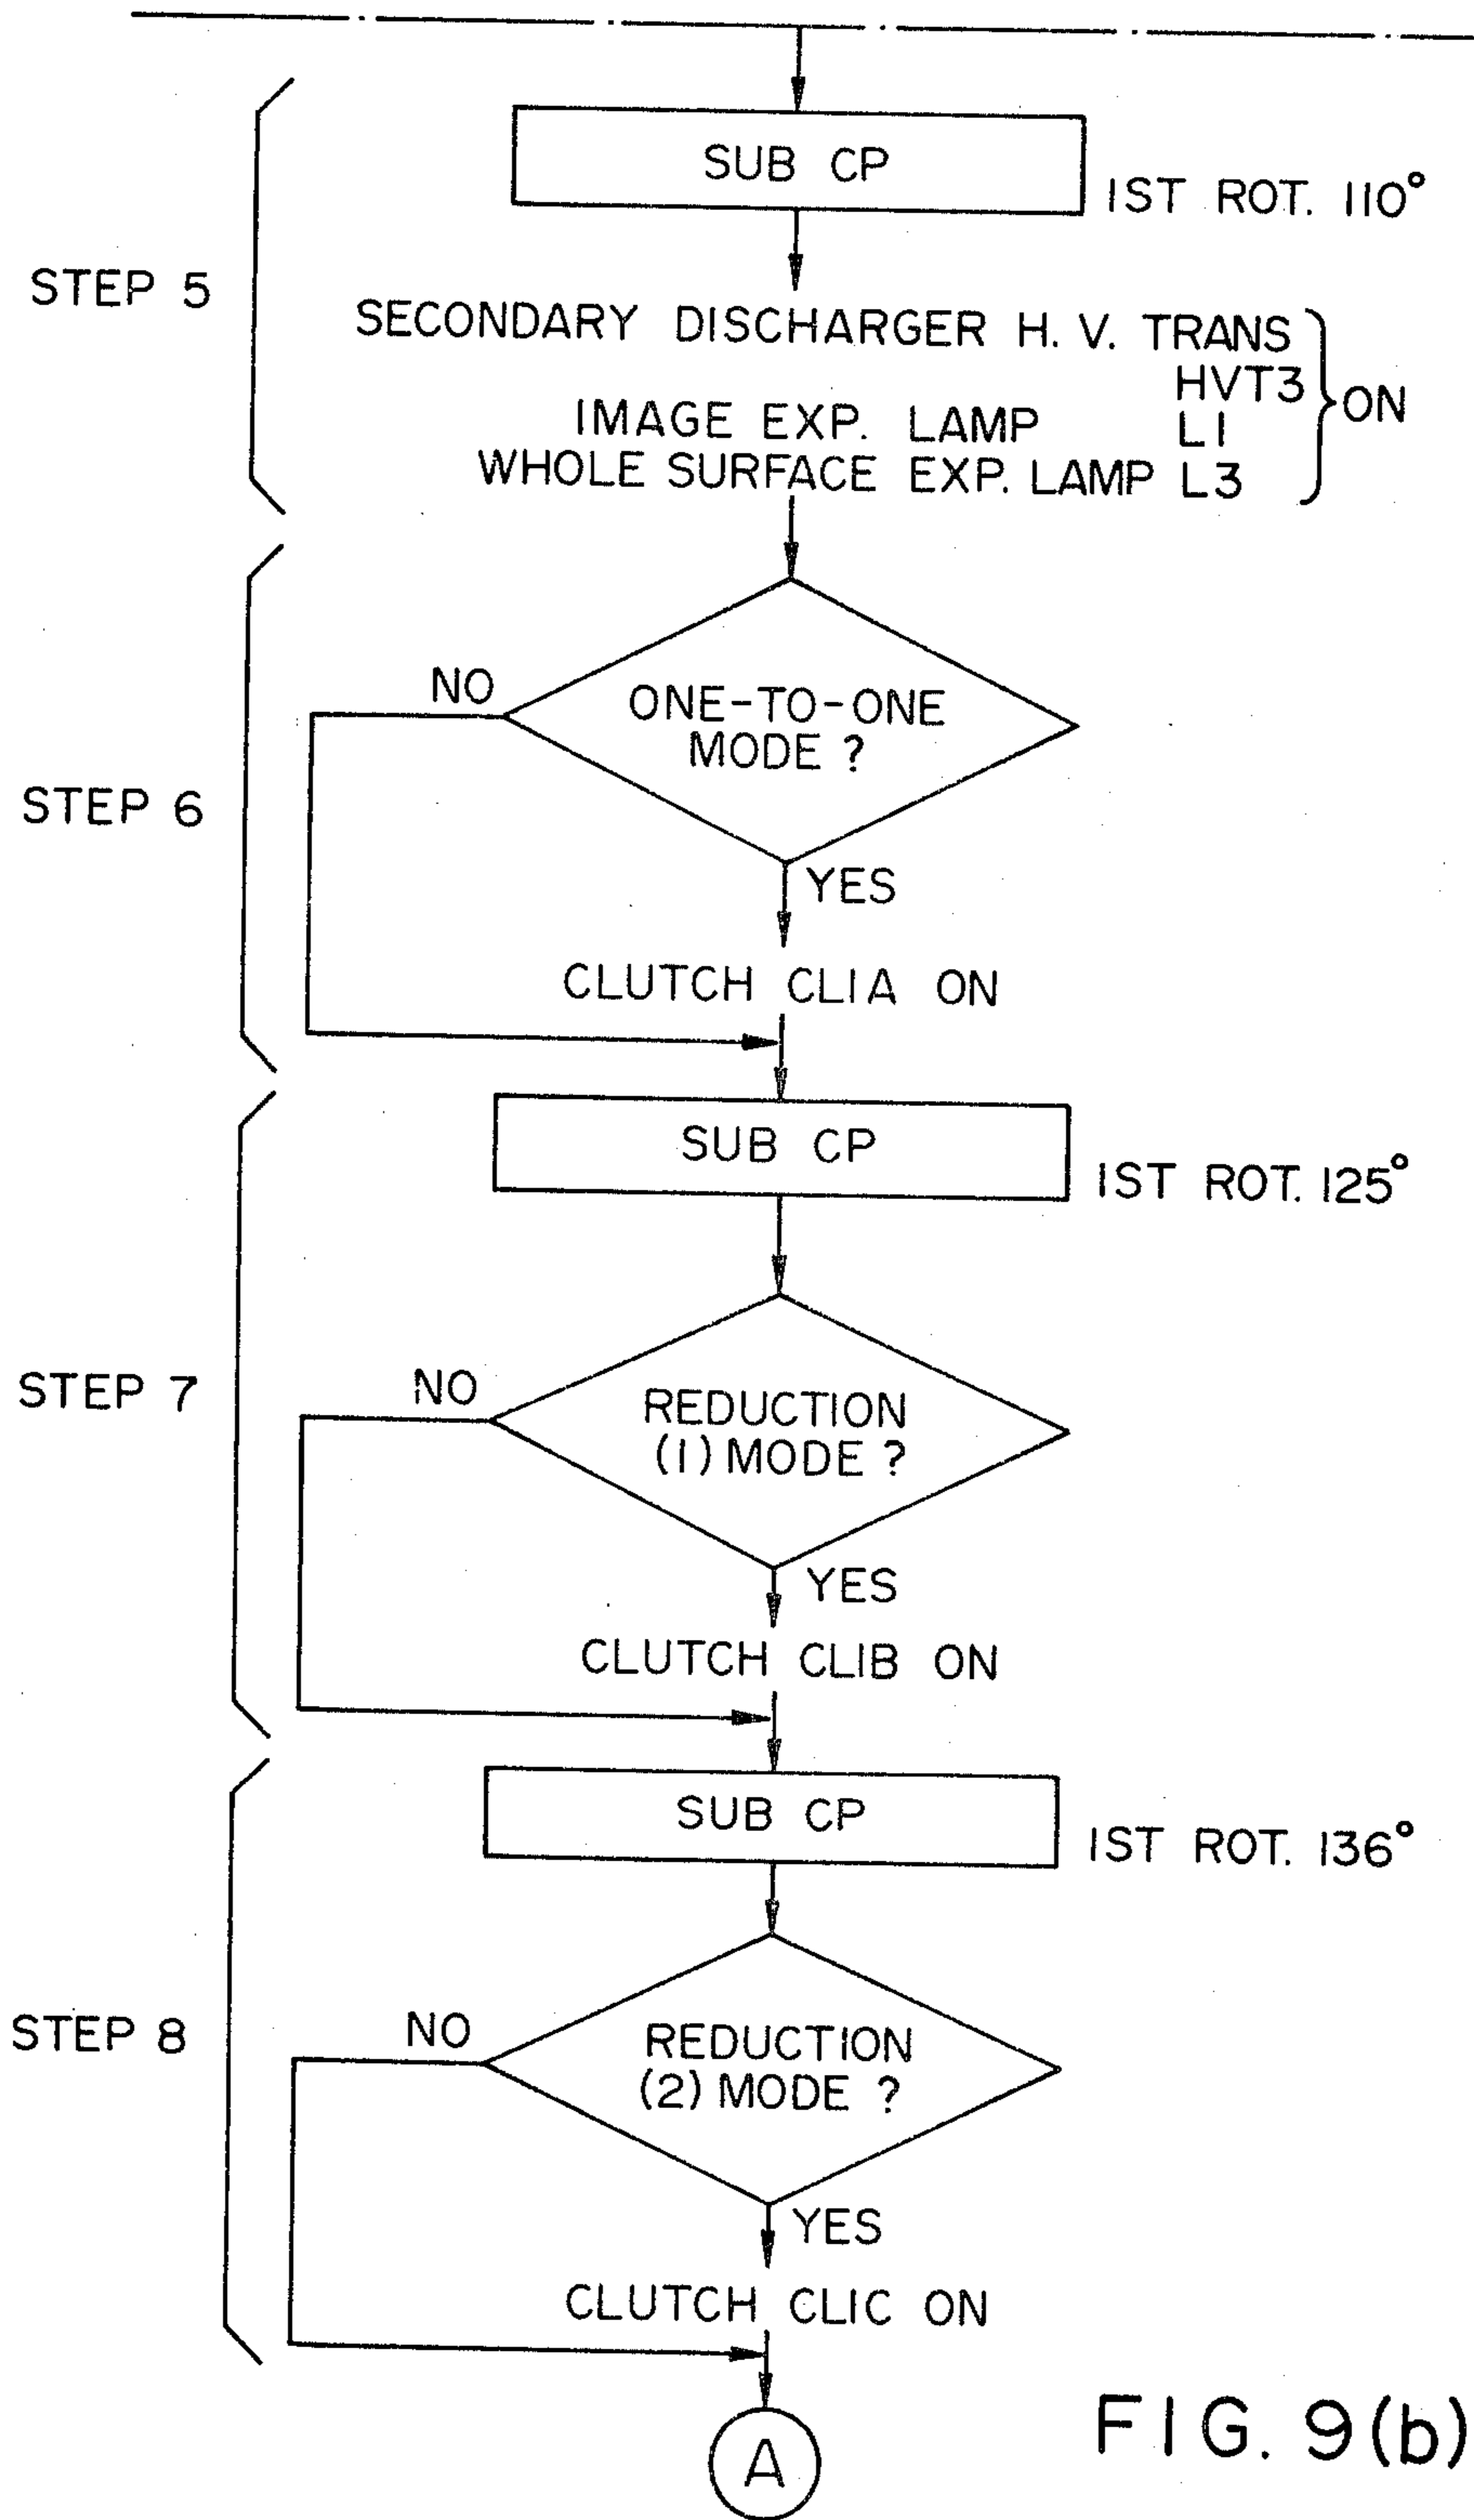 SUB CP
1ST ROT. 110°
STEP 5
SECONDARY DISCHARGER H. V. TRANS
HVT3
ON
IMAGE EXP. LAMP L1
WHOLE SURFACE EXP. LAMP L3
NO
ONE-TO-ONE
MODE ?
STEP 6
YES
CLUTCH CL1A ON
SUB CP
1ST ROT. 125°
STEP 7
NO
REDUCTION
(1) MODE ?
YES
CLUTCH CL1B ON
SUB CP
1ST ROT. 136°
STEP 8
NO
REDUCTION
(2) MODE ?
YES
CLUTCH CL1C ON
A
FIG. 9(b)